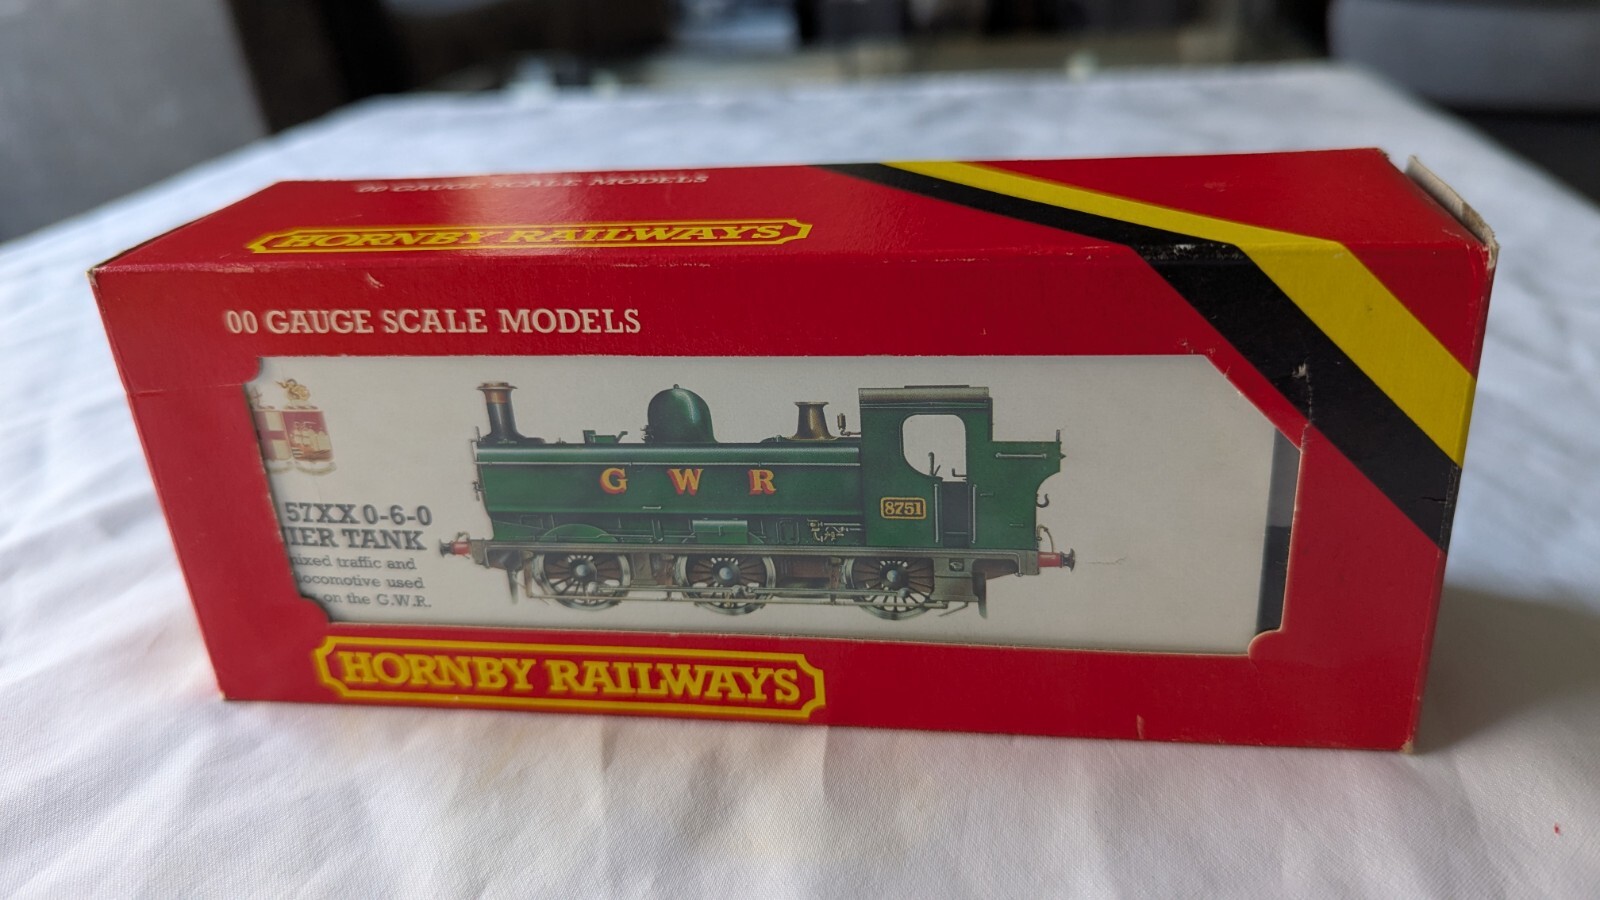 00 GAUGE SCALE MODELS
HORNBY RAILWAYS
00 GAUGE SCALE MODELS
G W R
8751
57XX 0-6-0
IER TANK
ixed traffic and
locomotive used
on the G.W.R.
HORNBY RAILWAYS